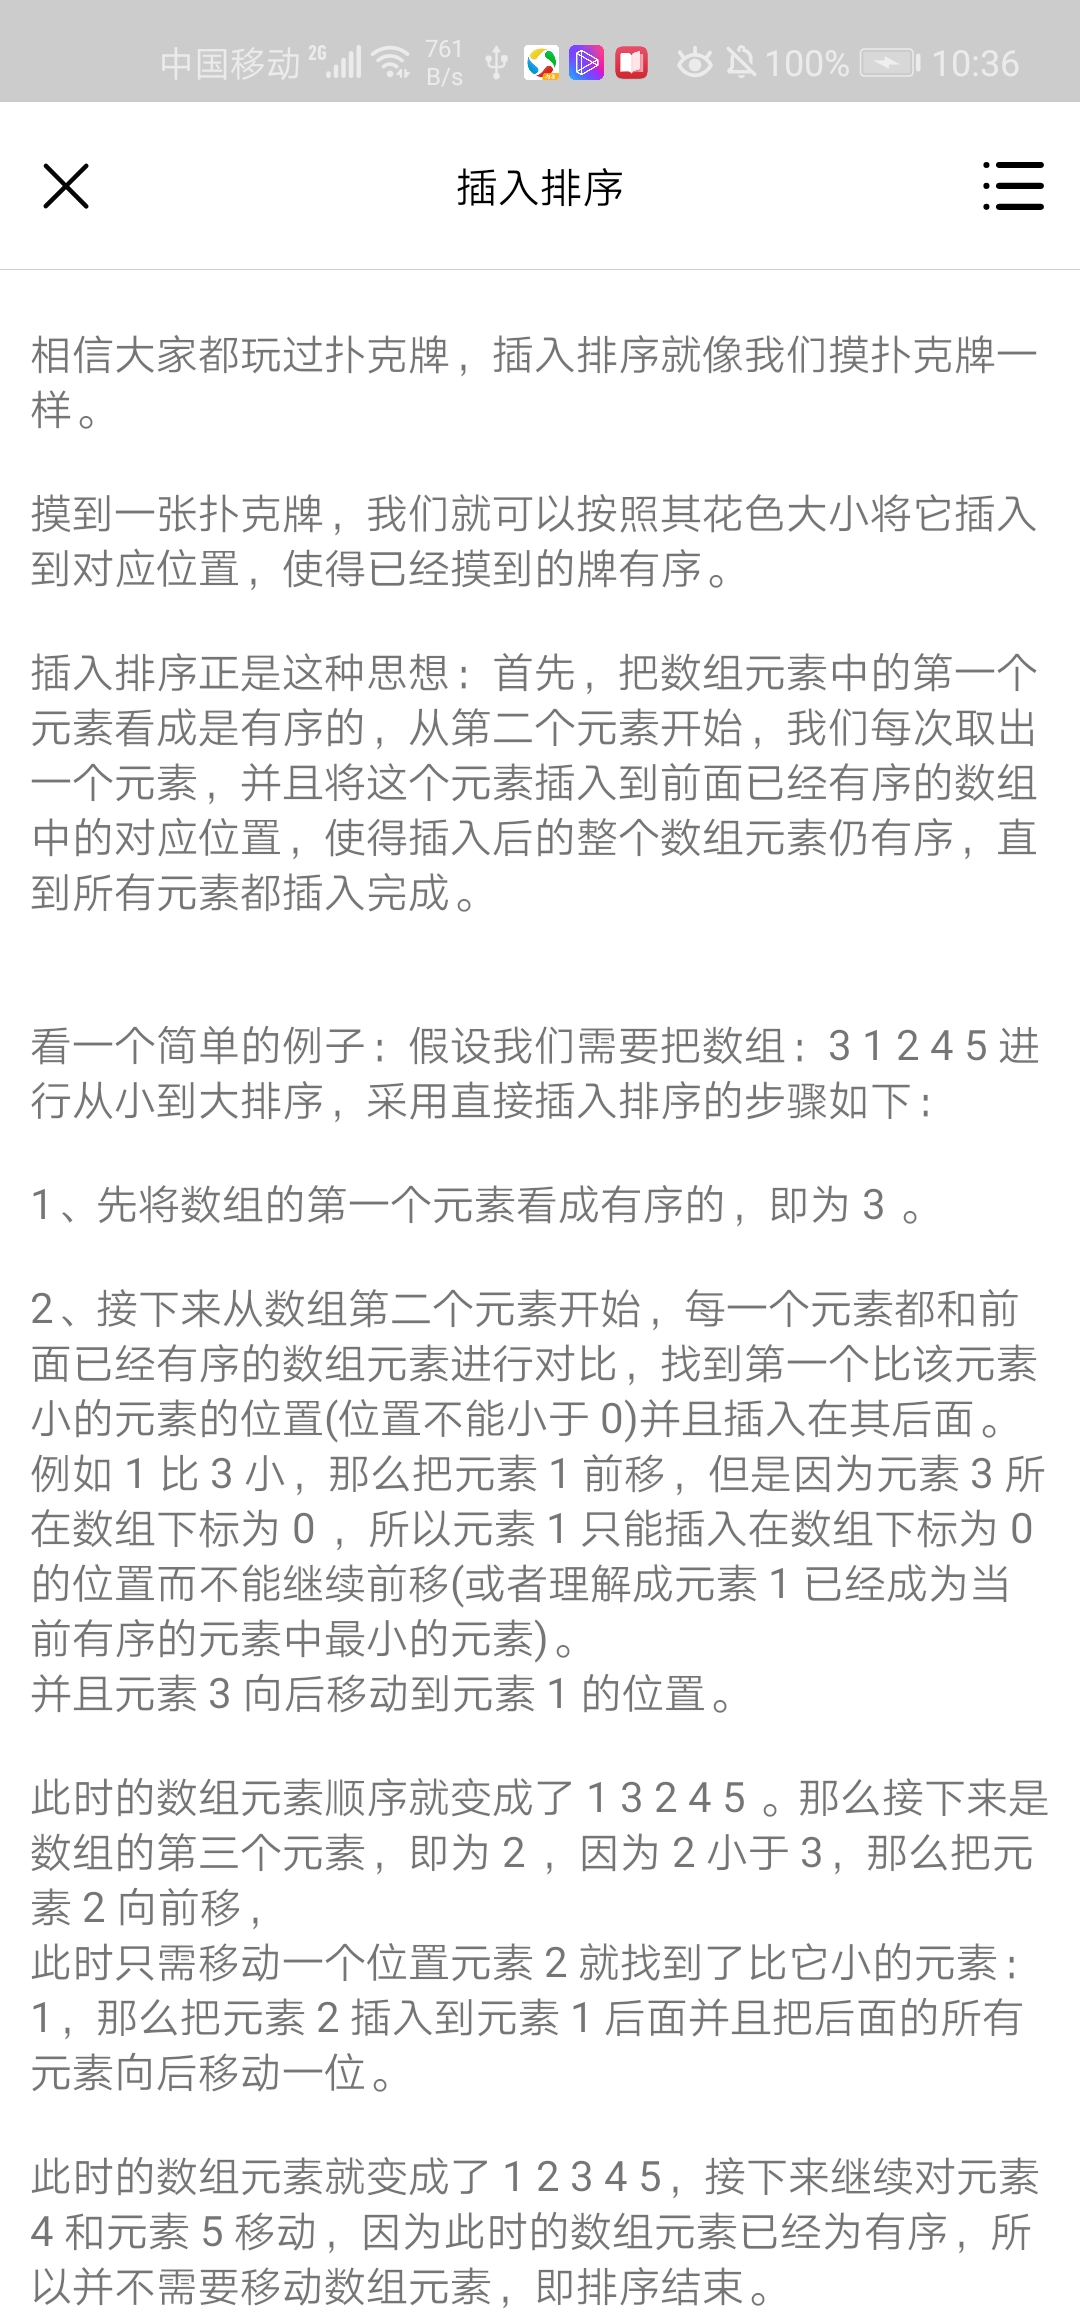 中国移动 2G 761 B/s 100% 10:36
插入排序
相信大家都玩过扑克牌，插入排序就像我们摸扑克牌一
样。
摸到一张扑克牌，我们就可以按照其花色大小将它插入
到对应位置，使得已经摸到的牌有序。
插入排序正是这种思想：首先，把数组元素中的第一个
元素看成是有序的，从第二个元素开始，我们每次取出
一个元素，并且将这个元素插入到前面已经有序的数组
中的对应位置，使得插入后的整个数组元素仍有序，直
到所有元素都插入完成。
看一个简单的例子：假设我们需要把数组：3 1 2 4 5 进
行从小到大排序，采用直接插入排序的步骤如下：
1、先将数组的第一个元素看成有序的，即为 3 。
2、接下来从数组第二个元素开始，每一个元素都和前
面已经有序的数组元素进行对比，找到第一个比该元素
小的元素的位置(位置不能小于 0)并且插入在其后面。
例如 1 比 3 小，那么把元素 1 前移，但是因为元素 3 所
在数组下标为 0 ，所以元素 1 只能插入在数组下标为 0
的位置而不能继续前移(或者理解成元素 1 已经成为当
前有序的元素中最小的元素)。
并且元素 3 向后移动到元素 1 的位置。
此时的数组元素顺序就变成了 1 3 2 4 5 。那么接下来是
数组的第三个元素，即为 2 ，因为 2 小于 3，那么把元
素 2 向前移，
此时只需移动一个位置元素 2 就找到了比它小的元素：
1，那么把元素 2 插入到元素 1 后面并且把后面的所有
元素向后移动一位。
此时的数组元素就变成了 1 2 3 4 5，接下来继续对元素
4 和元素 5 移动，因为此时的数组元素已经为有序，所
以并不需要移动数组元素，即排序结束。